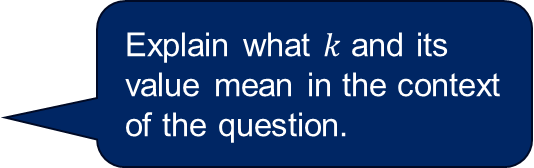 Explain what k and its
value mean in the context
of the question.